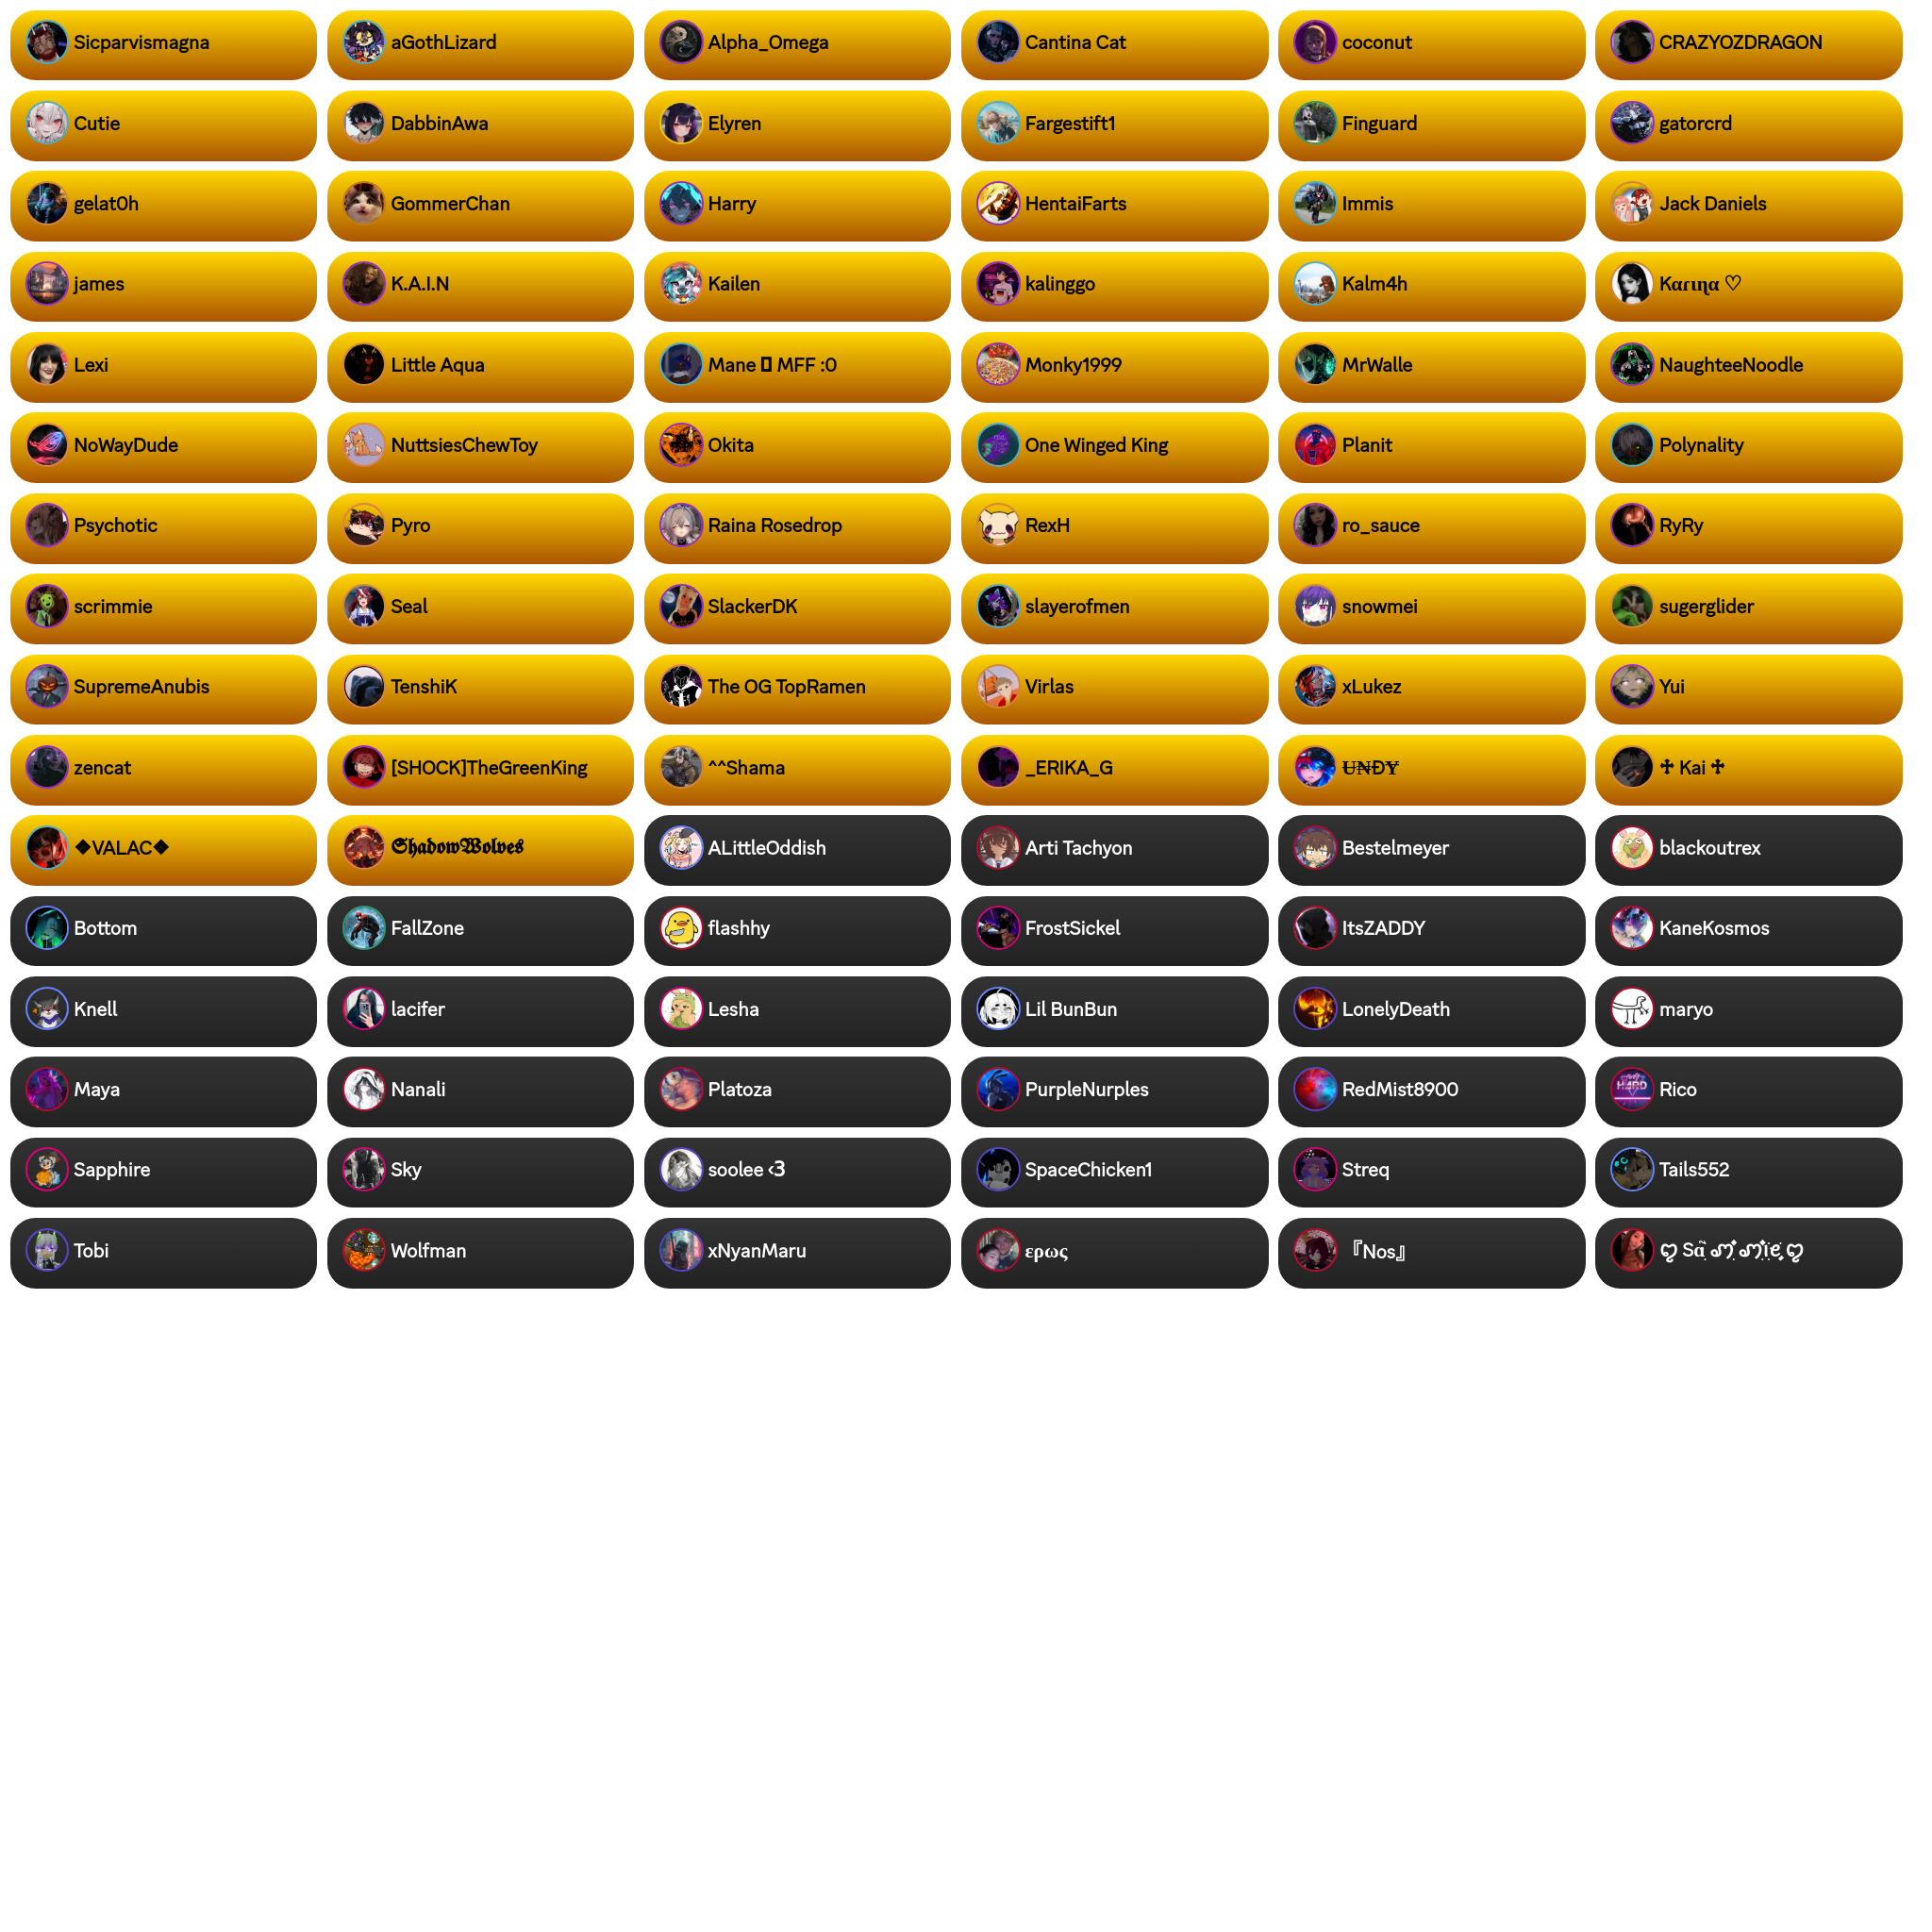 Sicparvismagna
aGothLizard
Alpha_Omega
Cantina Cat
coconut
CRAZYOZDRAGON
Cutie
DabbinAwa
Elyren
Fargestift1
Finguard
gatorcrd
gelat0h
GommerChan
Harry
HentaiFarts
Immis
Jack Daniels
james
K.A.I.N
Kailen
kalinggo
Kalm4h
Kαɾιɳα ♡
Lexi
Little Aqua
Mane ▯ MFF :0
Monky1999
MrWalle
NaughteeNoodle
NoWayDude
NuttsiesChewToy
Okita
One Winged King
Planit
Polynality
Psychotic
Pyro
Raina Rosedrop
RexH
ro_sauce
RyRy
scrimmie
Seal
SlackerDK
slayerofmen
snowmei
sugerglider
SupremeAnubis
TenshiK
The OG TopRamen
Virlas
xLukez
Yui
zencat
[SHOCK]TheGreenKing
^^Shama
_ERIKA_G
U̶N̶ĐY̶
♱ Kai ♱
❖VALAC❖
𝕾𝖍𝖆𝖉𝖔𝖜𝖂𝖔𝖑𝖛𝖊𝖘
ALittleOddish
Arti Tachyon
Bestelmeyer
blackoutrex
Bottom
FallZone
flashhy
FrostSickel
ItsZADDY
KaneKosmos
Knell
lacifer
Lesha
Lil BunBun
LonelyDeath
maryo
Maya
Nanali
Platoza
PurpleNurples
RedMist8900
Rico
Sapphire
Sky
soolee <3
SpaceChicken1
Streq
Tails552
Tobi
Wolfman
xNyanMaru
ερως
『Nos』